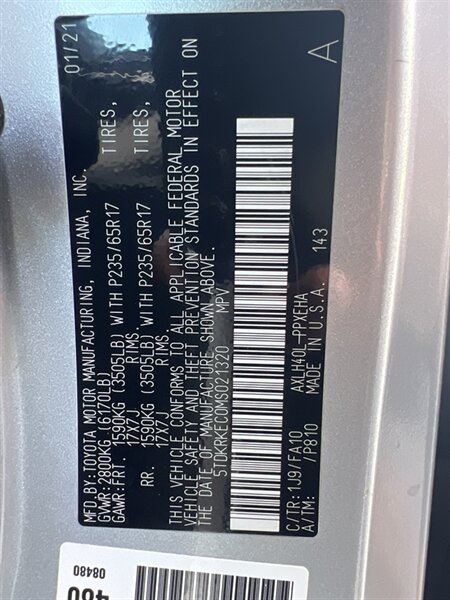 MFD.BY:TOYOTA MOTOR MANUFACTURING, INDIANA, INC. 01/21
GVWR:2800KG (6170LB)
GAWR:FRT. 1590KG (3505LB) WITH P235/65R17 TIRES,
17X7J RIMS
RR. 1590KG (3505LB) WITH P235/65R17 TIRES,
17X7J RIMS
THIS VEHICLE CONFORMS TO ALL APPLICABLE FEDERAL MOTOR
VEHICLE SAFETY AND THEFT PREVENTION STANDARDS IN EFFECT ON
THE DATE OF MANUFACTURE SHOWN ABOVE.
5TDKRKEC0MS021320 MPV
C/TR:1J9/FA10 AXLH40L-PPXEHA
A/TM: /P810 M ADE IN U.S.A. 143 A
480
08480